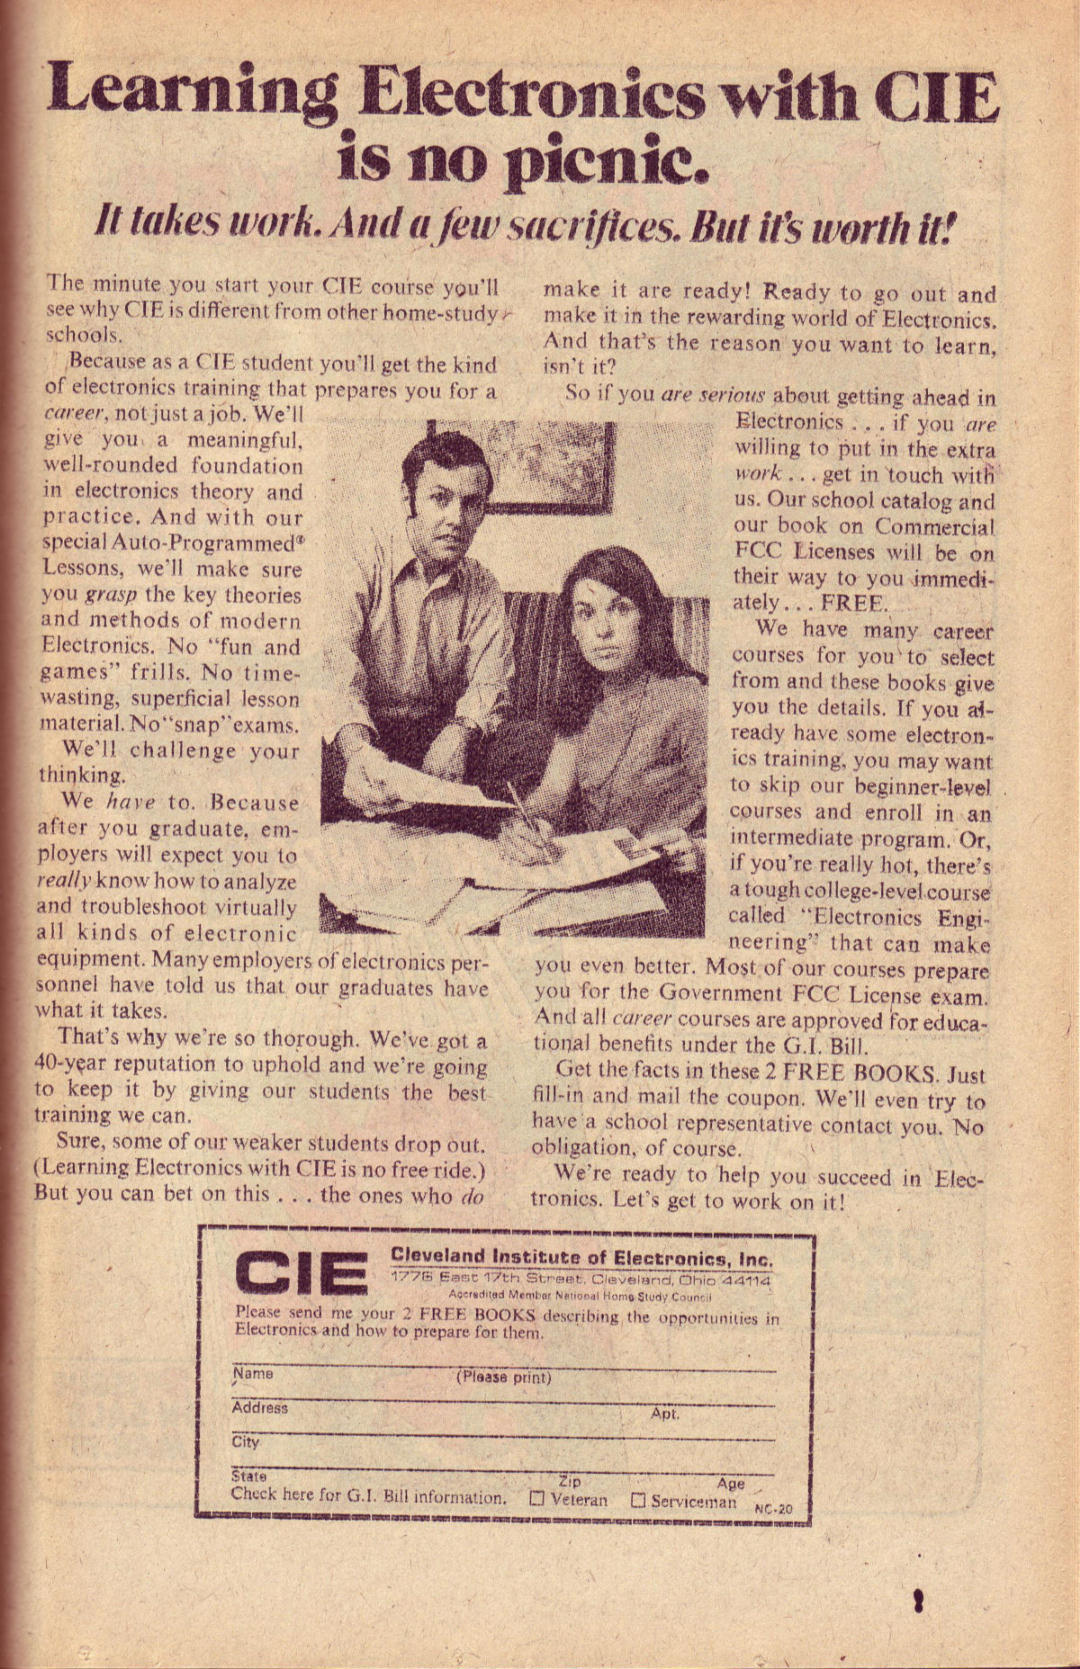 Learning Electronics with CIE
is no picnic.
It takes work. And a few sacrifices. But it's worth it!
The minute you start your CIE course you'll
see why CIE is different from other home-study
schools.
Because as a CIE student you'll get the kind
of electronics training that prepares you for a
career, not just a job. We'll
give you a meaningful,
well-rounded foundation
in electronics theory and
practice. And with our
special Auto-Programmed®
Lessons, we'll make sure
you grasp the key theories
and methods of modern
Electronics. No "fun and
games" frills. No time-
wasting, superficial lesson
material. No "snap" exams.
We'll challenge your
thinking.
We have to. Because
after you graduate, em-
ployers will expect you to
really know how to analyze
and troubleshoot virtually
all kinds of electronic
equipment. Many employers of electronics per-
sonnel have told us that our graduates have
what it takes.
That's why we're so thorough. We've got a
40-year reputation to uphold and we're going
to keep it by giving our students the best
training we can.
Sure, some of our weaker students drop out.
(Learning Electronics with CIE is no free ride.)
But you can bet on this . . . the ones who do
make it are ready! Ready to go out and
make it in the rewarding world of Electronics.
And that's the reason you want to learn,
isn't it?
So if you are serious about getting ahead in
Electronics . . . if you are
willing to put in the extra
work . . . get in touch with
us. Our school catalog and
our book on Commercial
FCC Licenses will be on
their way to you immedi-
ately . . . FREE.
We have many career
courses for you to select
from and these books give
you the details. If you al-
ready have some electron-
ics training, you may want
to skip our beginner-level
courses and enroll in an
intermediate program. Or,
if you're really hot, there's
a tough college-level course
called "Electronics Engi-
neering" that can make
you even better. Most of our courses prepare
you for the Government FCC License exam.
And all career courses are approved for educa-
tional benefits under the G.I. Bill.
Get the facts in these 2 FREE BOOKS. Just
fill-in and mail the coupon. We'll even try to
have a school representative contact you. No
obligation, of course.
We're ready to help you succeed in Elec-
tronics. Let's get to work on it!
CIE Cleveland Institute of Electronics, Inc.
1776 East 17th Street, Cleveland, Ohio 44114
Accredited Member National Home Study Council
Please send me your 2 FREE BOOKS describing the opportunities in
Electronics and how to prepare for them.
Name (Please print)
Address Apt.
City
State Zip Age
Check here for G.I. Bill information. ☐ Veteran ☐ Serviceman NC-20